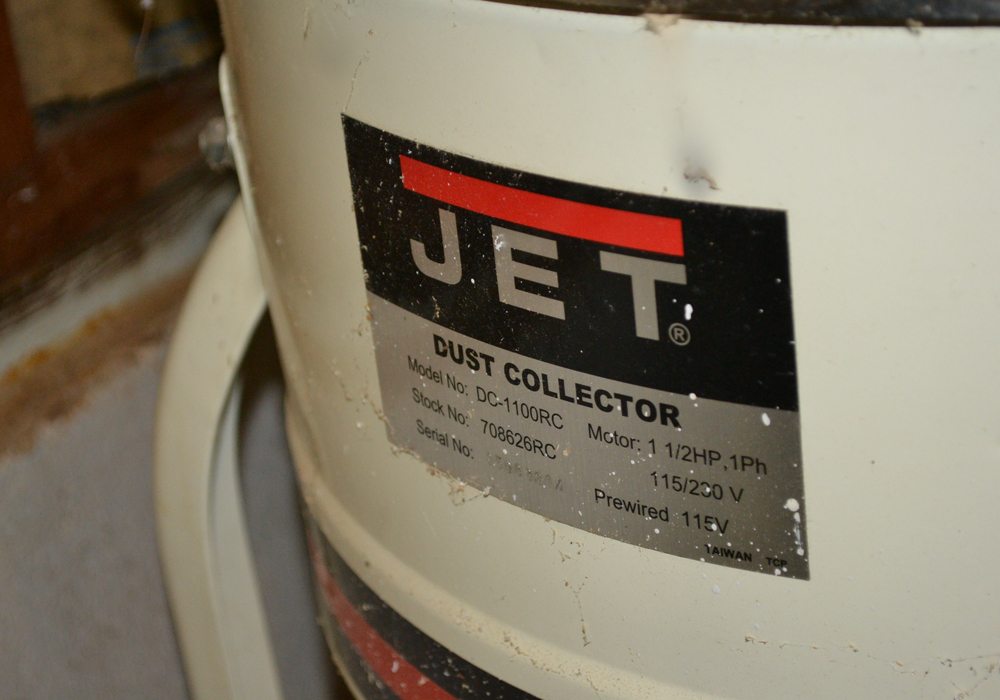 JET®
DUST COLLECTOR
Model No: DC-1100RC
Stock No: 708626RC
Serial No:
Motor: 1 1/2HP,1Ph
115/230 V
Prewired 115V
TAIWAN TCP